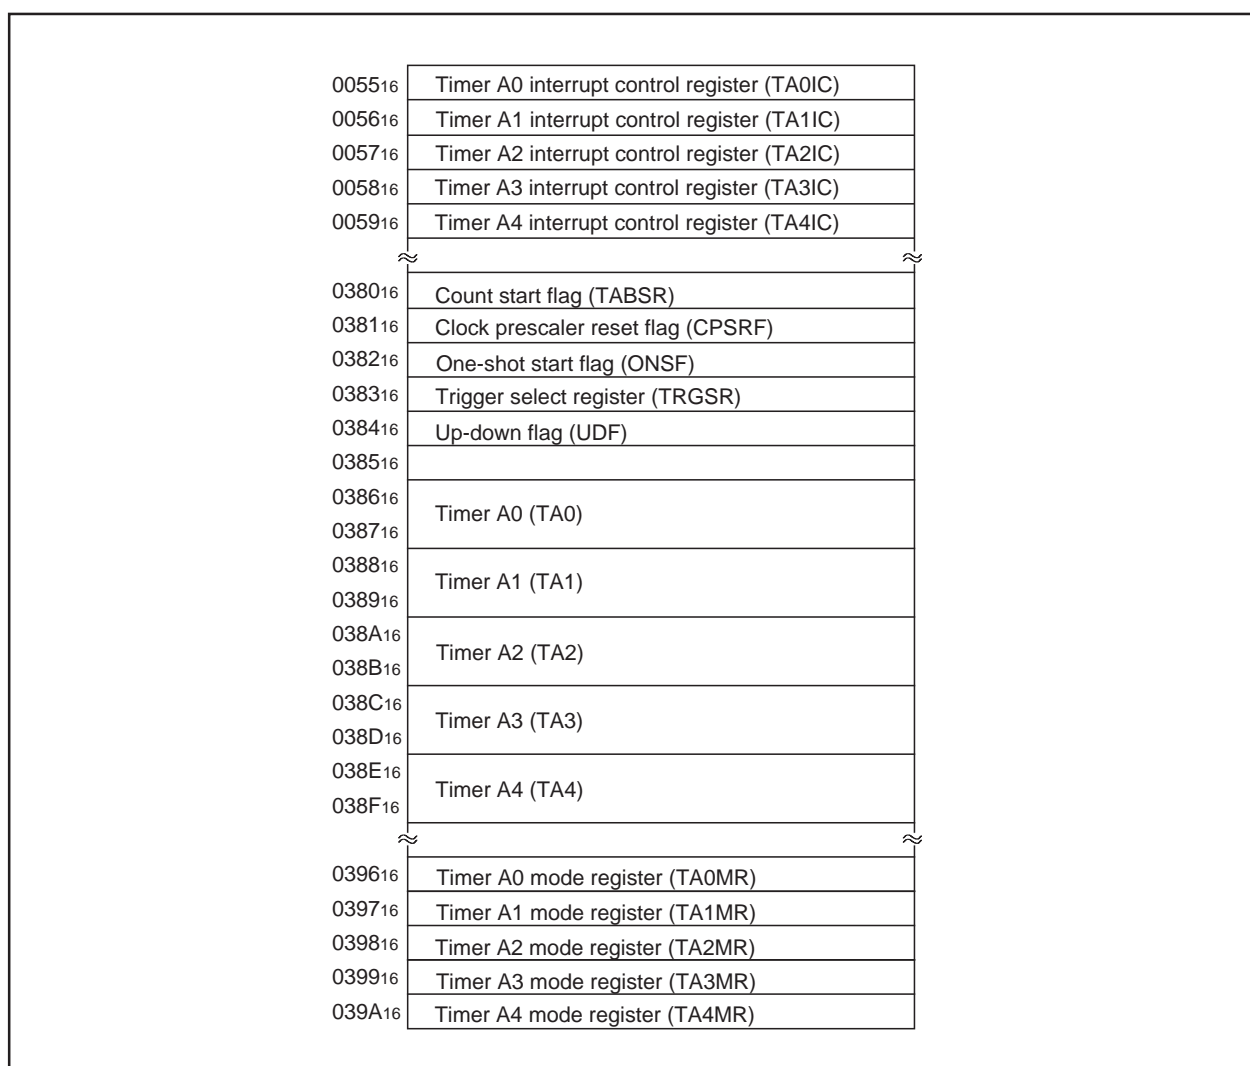 005516 Timer A0 interrupt control register (TA0IC)
005616 Timer A1 interrupt control register (TA1IC)
005716 Timer A2 interrupt control register (TA2IC)
005816 Timer A3 interrupt control register (TA3IC)
005916 Timer A4 interrupt control register (TA4IC)
038016 Count start flag (TABSR)
038116 Clock prescaler reset flag (CPSRF)
038216 One-shot start flag (ONSF)
038316 Trigger select register (TRGSR)
038416 Up-down flag (UDF)
038516
038616
Timer A0 (TA0)
038716
038816
Timer A1 (TA1)
038916
038A16
Timer A2 (TA2)
038B16
038C16
Timer A3 (TA3)
038D16
038E16
Timer A4 (TA4)
038F16
039616 Timer A0 mode register (TA0MR)
039716 Timer A1 mode register (TA1MR)
039816 Timer A2 mode register (TA2MR)
039916 Timer A3 mode register (TA3MR)
039A16 Timer A4 mode register (TA4MR)